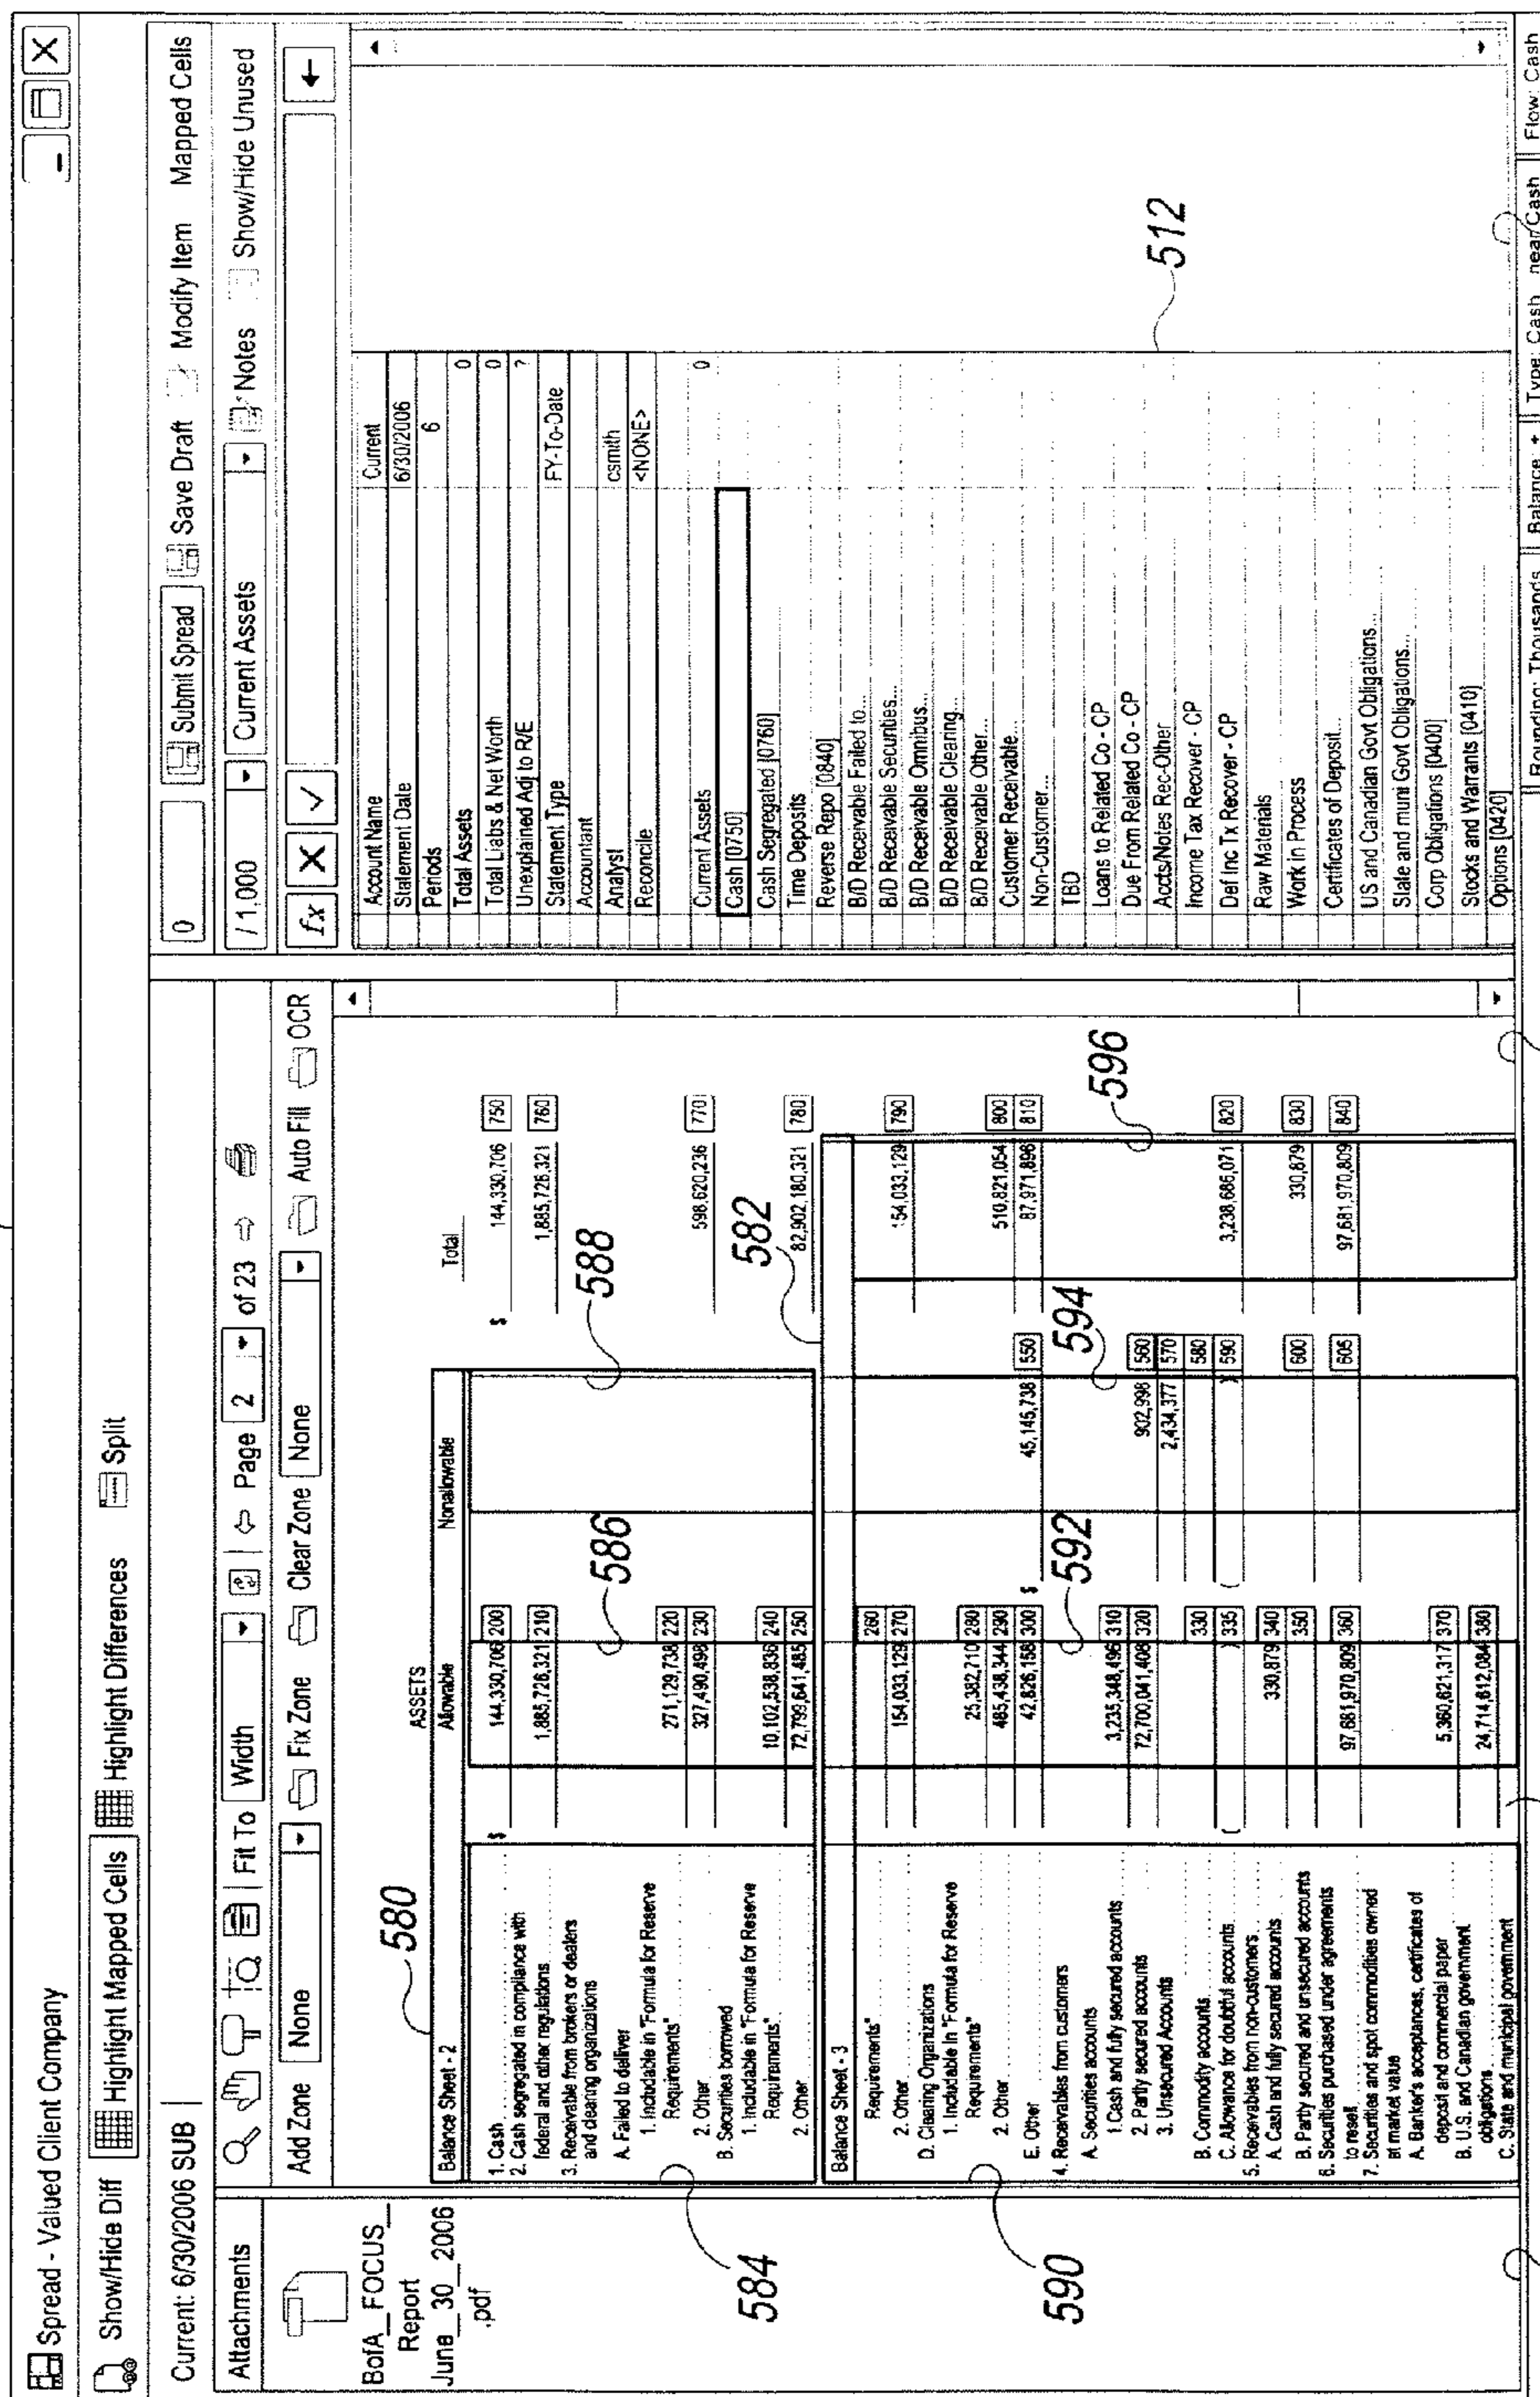 Spread - Valued Client Company
Show/Hide Diff Highlight Mapped Cells Highlight Differences Split
Current: 6/30/2006 SUB
Attachments
BofA_FOCUS_
Report
June_30_2006
.pdf
Fit To Width Page 2 of 23
Add Zone None Fix Zone Clear Zone None Auto Fill OCR
580
ASSETS
Balance Sheet - 2 Allowable Nonallowable Total
1. Cash $ 144,330,706 200 $ 144,330,706 750
2. Cash segregated in compliance with
federal and other regulations 1,885,726,321 210 1,885,726,321 760
3. Receivable from brokers or dealers
and clearing organizations
A. Failed to deliver
1. Includable in "Formula for Reserve
Requirements" 271,129,738 220
2. Other 327,490,498 230 598,620,236 770
B. Securities borrowed
1. Includable in "Formula for Reserve
Requirements" 10,102,538,836 240
2. Other 72,799,641,485 250 82,902,180,321 780
584 586 588 582
Balance Sheet - 3
Requirements" 260
2. Other 154,033,129 270 154,033,129 790
D. Clearing Organizations
1. Includable in "Formula for Reserve
Requirements" 25,382,710 280
2. Other 485,438,344 290 510,821,054 800
E. Other 42,826,158 300 $ 45,145,738 550 87,971,896 810
4. Receivables from customers
A. Securities accounts
1. Cash and fully secured accounts 3,235,348,496 310
2. Partly secured accounts 72,700,041,408 320 902,998 560
3. Unsecured Accounts 2,434,377 570
B. Commodity accounts 330 580
C. Allowance for doubtful accounts ( ) 335 ( ) 590 3,238,686,071 820
5. Receivables from non-customers
A. Cash and fully secured accounts 330,879 340
B. Partly secured and unsecured accounts 350 600 330,879 830
6. Securities purchased under agreements
to resell 97,681,970,809 360 605 97,681,970,809 840
7. Securities and spot commodities owned
at market value
A. Banker's acceptances, certificates of
deposit and commercial paper 5,360,621,317 370
B. U.S. and Canadian government
obligations 24,714,612,084 380
C. State and municipal government
590 592 594 596
0 Submit Spread Save Draft Modify Item Mapped Cells
/ 1,000 Current Assets Notes Show/Hide Unused
fx X ✓
Account Name Current
Statement Date 6/30/2006
Periods 6
Total Assets 0
Total Liabs & Net Worth 0
Unexplained Adj to R/E ?
Statement Type FY-To-Date
Accountant
Analyst csmith
Reconcile <NONE>
Current Assets 0
Cash [0750]
Cash Segregated [0760]
Time Deposits
Reverse Repo [0840]
B/D Receivable Failed to...
B/D Receivable Securities...
B/D Receivable Omnibus...
B/D Receivable Clearing...
B/D Receivable Other...
Customer Receivable...
Non-Customer...
TBD
Loans to Related Co - CP
Due From Related Co - CP
Accts/Notes Rec-Other
Income Tax Recover - CP
Def Inc Tx Recover - CP
Raw Materials
Work in Process
Certificates of Deposit...
US and Canadian Govt Obligations...
State and muni Govt Obligations...
Corp Obligations [0400]
Stocks and Warrants [0410]
Options [0420]
512
Rounding: Thousands Balance + Type: Cash near Cash Flow: Cash